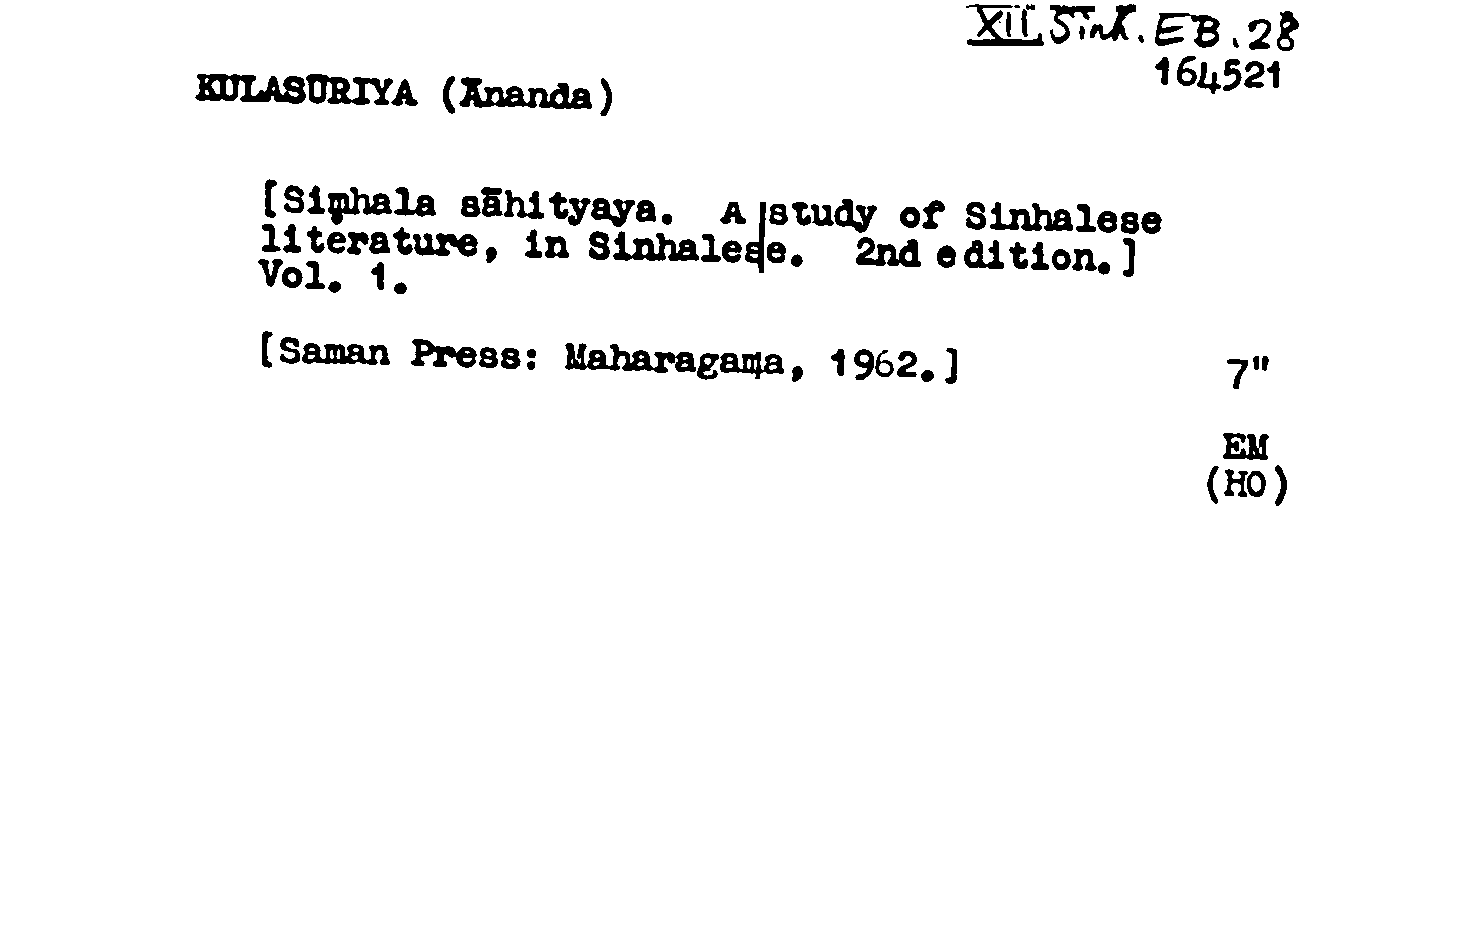 XII. Sink. EB. 28
164521
KULASŪRIYA (Ānanda)
[Siṃhala sāhityaya. A study of Sinhalese
literature, in Sinhalese. 2nd edition.]
Vol. 1.
[Saman Press: Maharagama, 1962.]
7"
EM
(HO)